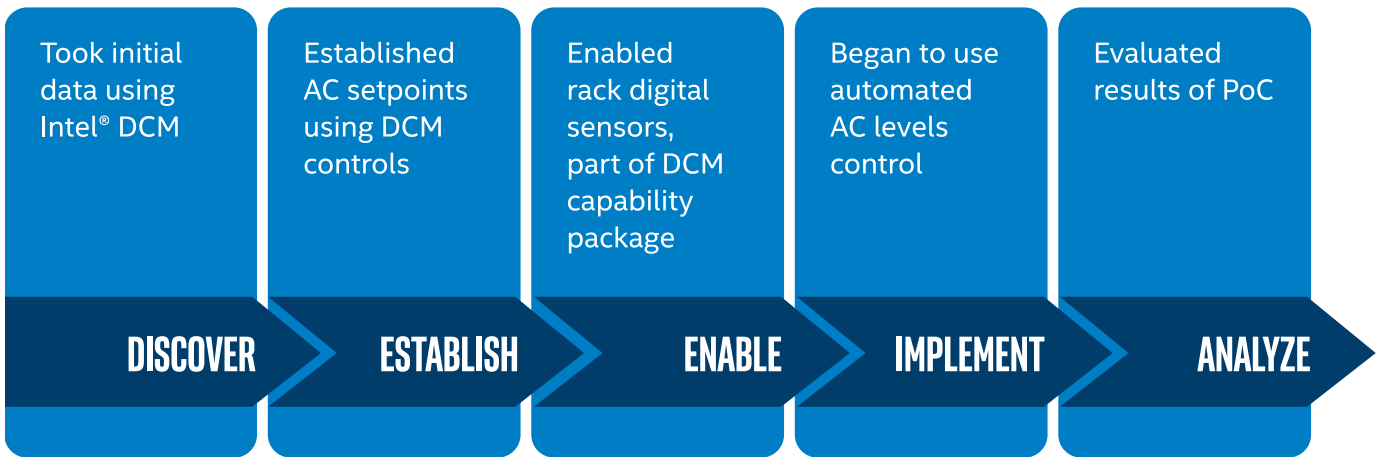 Took initial
data using
Intel® DCM
DISCOVER
Established
AC setpoints
using DCM
controls
ESTABLISH
Enabled
rack digital
sensors,
part of DCM
capability
package
ENABLE
Began to use
automated
AC levels
control
IMPLEMENT
Evaluated
results of PoC
ANALYZE